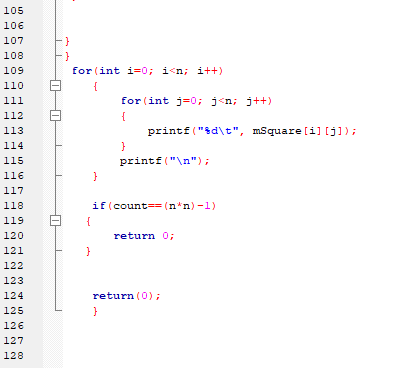 105
106
107 }
108 }
109 for(int i=0; i<n; i++)
110 {
111 for(int j=0; j<n; j++)
112 {
113 printf("%d\t", mSquare[i][j]);
114 }
115 printf("\n");
116 }
117
118 if(count==(n*n)-1)
119 {
120 return 0;
121 }
122
123
124 return(0);
125 }
126
127
128